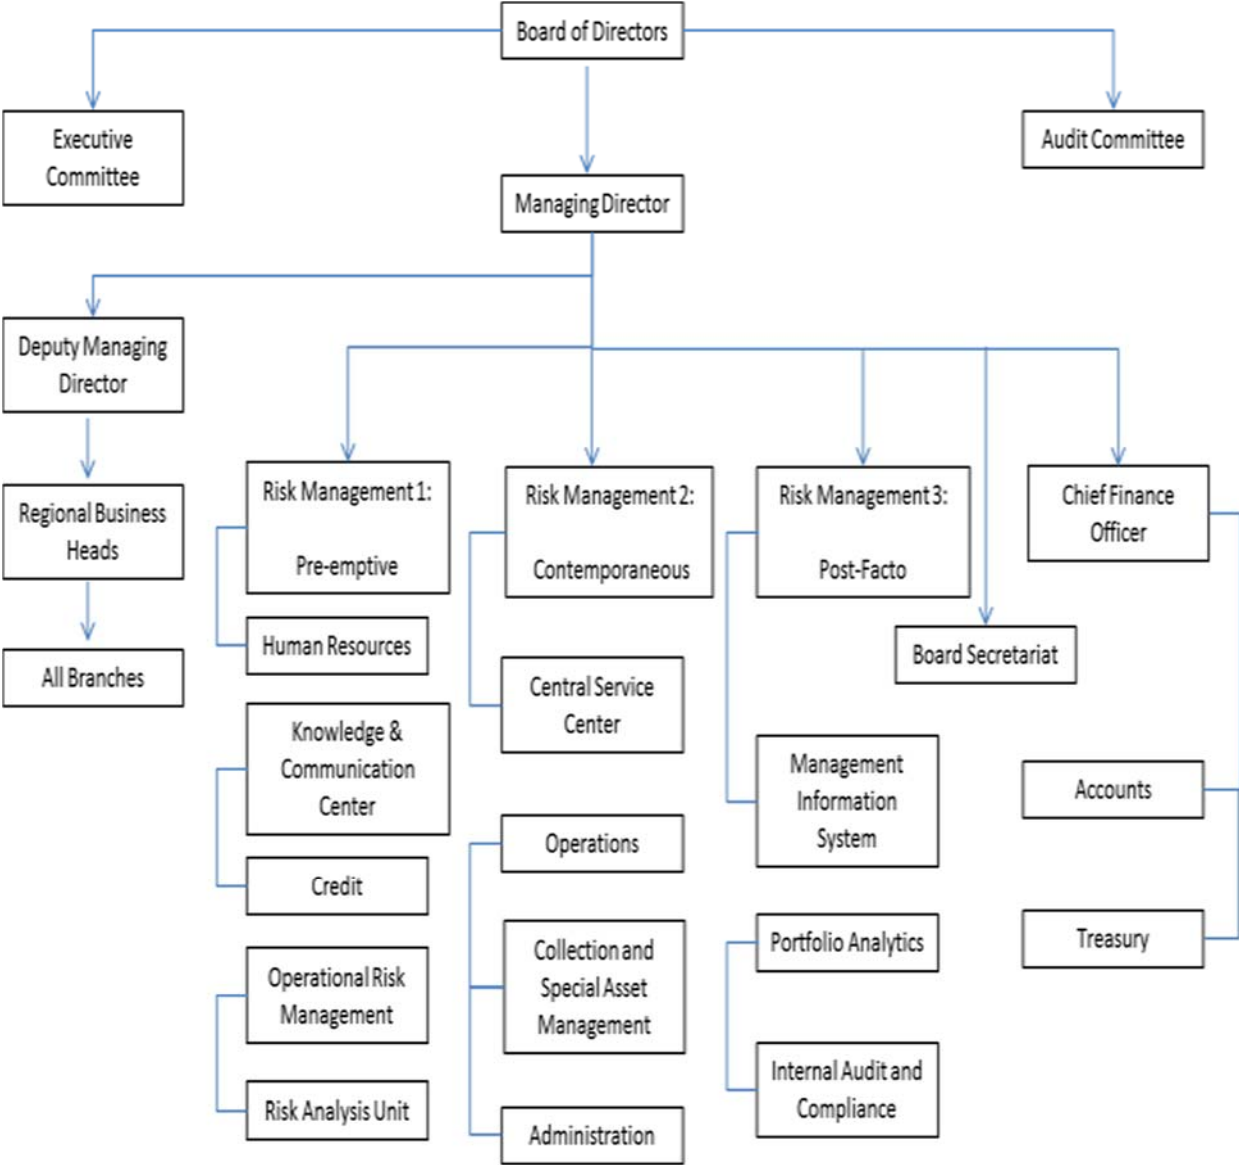 Board of Directors
Executive
Committee
Audit Committee
Managing Director
Deputy Managing
Director
Regional Business
Heads
All Branches
Risk Management 1:
Pre-emptive
Human Resources
Knowledge &
Communication
Center
Credit
Operational Risk
Management
Risk Analysis Unit
Risk Management 2:
Contemporaneous
Central Service
Center
Operations
Collection and
Special Asset
Management
Administration
Risk Management 3:
Post-Facto
Management
Information
System
Portfolio Analytics
Internal Audit and
Compliance
Board Secretariat
Chief Finance
Officer
Accounts
Treasury